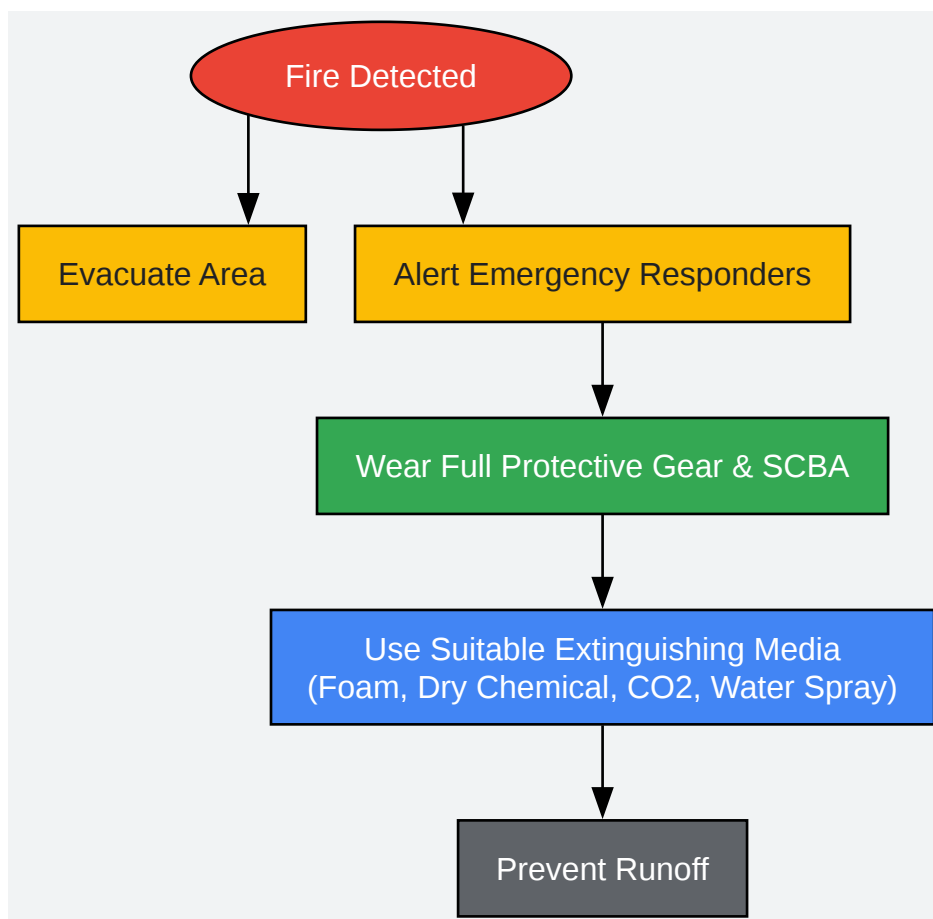 Fire Detected
Evacuate Area
Alert Emergency Responders
Wear Full Protective Gear & SCBA
Use Suitable Extinguishing Media
(Foam, Dry Chemical, CO2, Water Spray)
Prevent Runoff